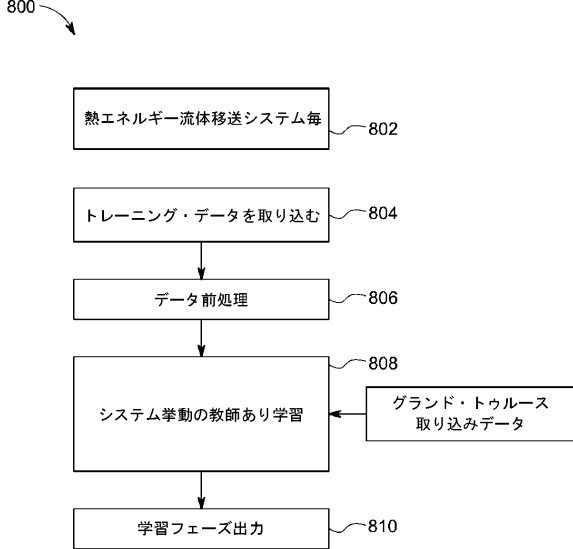 800
熱エネルギー流体移送システム毎
802
トレーニング・データを取り込む
804
データ前処理
806
808
システム挙動の教師あり学習
グランド・トゥルース
取り込みデータ
学習フェーズ出力
810